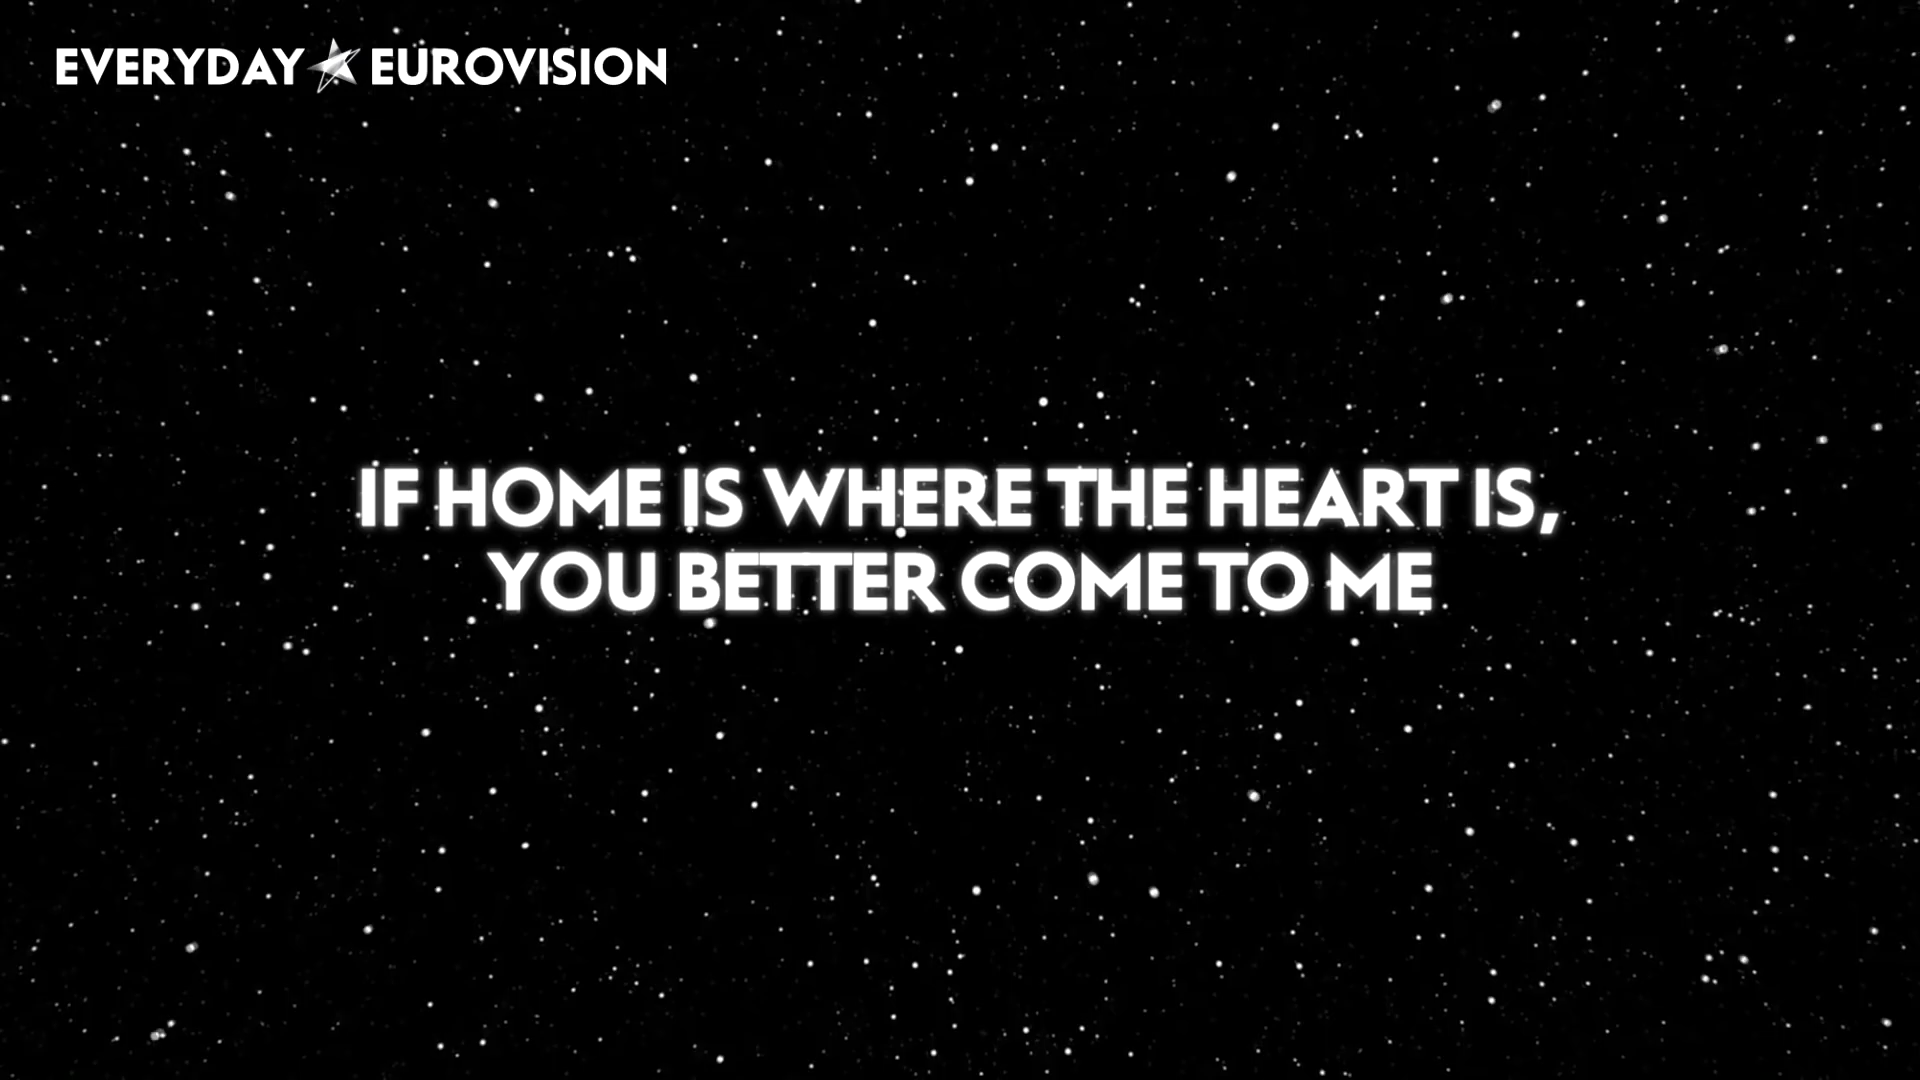 EVERYDAY EUROVISION
IF HOME IS WHERE THE HEART IS,
YOU BETTER COME TO ME